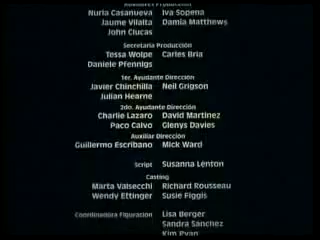 Nuria Casanueva Iva Sopena
Jaume Vilalta Damia Matthews
John Clucas
Secretaria Producción
Tessa Wolpe Carles Bria
Daniele Pfennigs
1er. Ayudante Dirección
Javier Chinchilla Neil Grigson
Julian Hearne
2do. Ayudante Dirección
Charlie Lazaro David Martinez
Paco Calvo Glenys Davies
Auxiliar Dirección
Guillermo Escribano Mick Ward
Script Susanna Lenton
Casting
Marta Valsecchi Richard Rousseau
Wendy Ettinger Susie Figgis
Coordinadora Figuración Lisa Berger
Sandra Sanchez
Kim Ryan